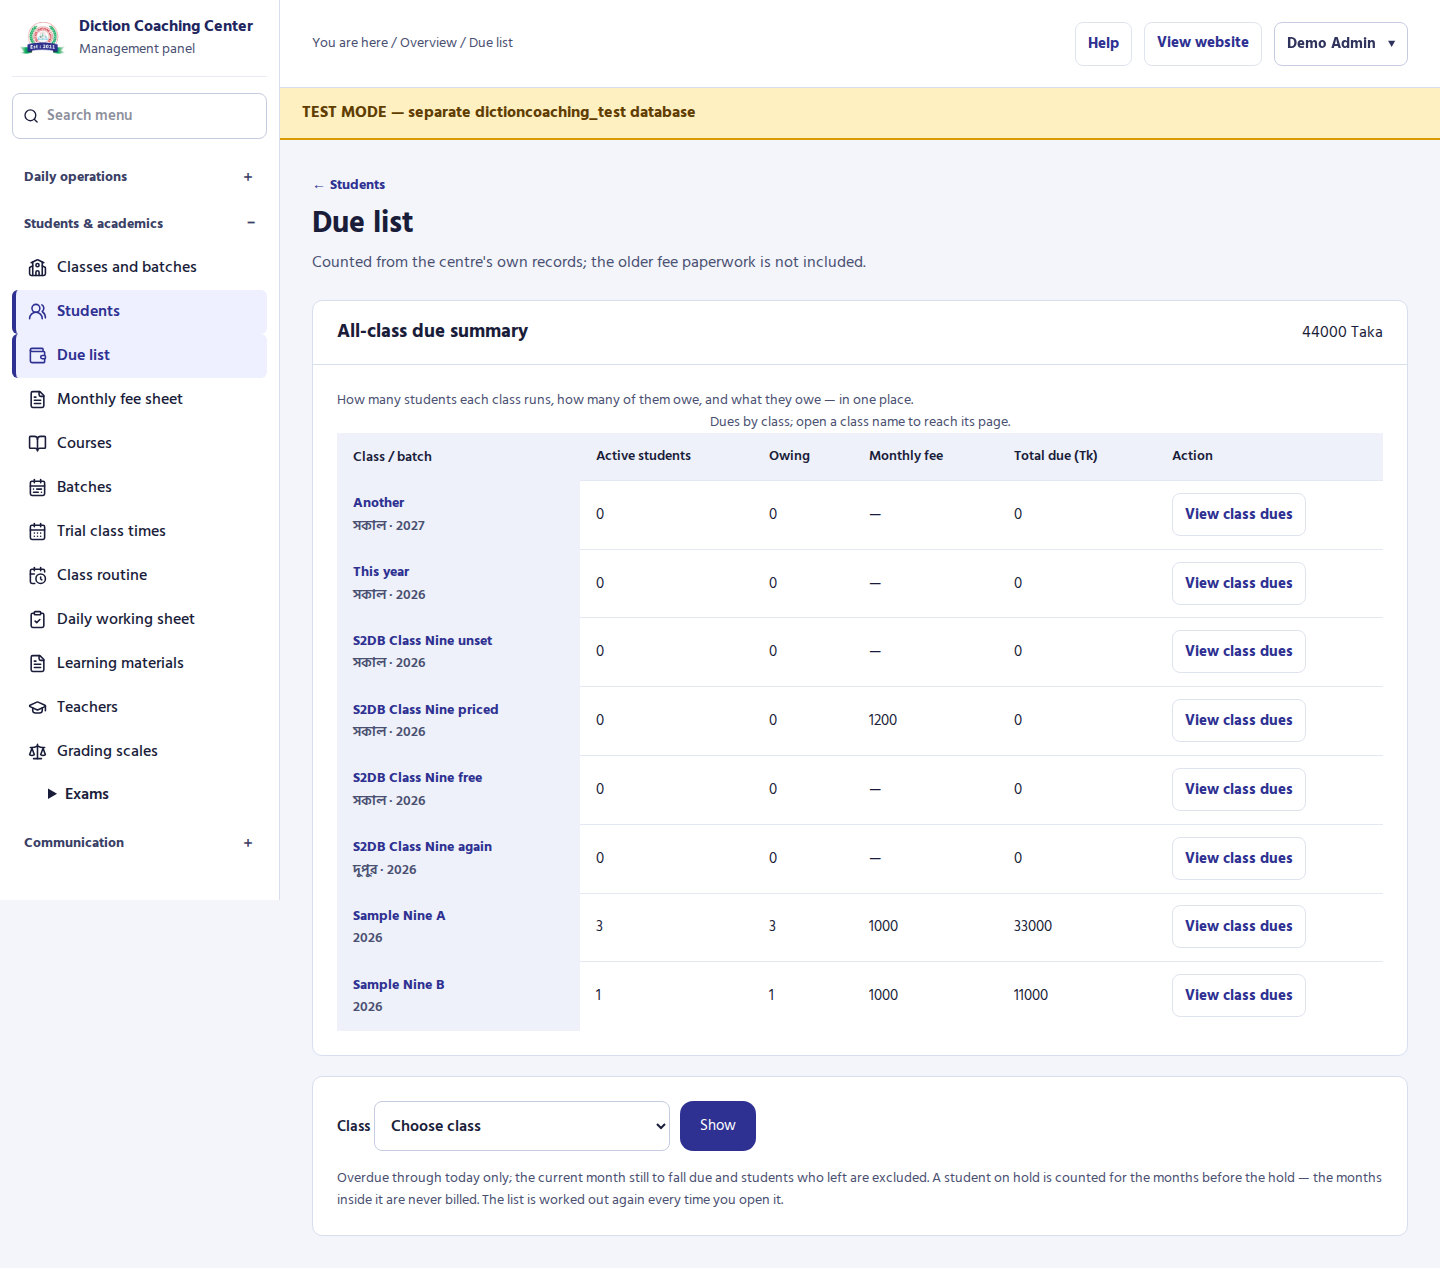 Diction Coaching Center
Management panel
Est : 2011
Search menu
Daily operations +
Students & academics −
Classes and batches
Students
Due list
Monthly fee sheet
Courses
Batches
Trial class times
Class routine
Daily working sheet
Learning materials
Teachers
Grading scales
▶ Exams
Communication +
You are here / Overview / Due list
Help
View website
Demo Admin ▼
TEST MODE — separate dictioncoaching_test database
← Students
Due list
Counted from the centre's own records; the older fee paperwork is not included.
All-class due summary 44000 Taka
How many students each class runs, how many of them owe, and what they owe — in one place.
Dues by class; open a class name to reach its page.
Class / batch Active students Owing Monthly fee Total due (Tk) Action
Another
সকাল · 2027
0 0 — 0 View class dues
This year
সকাল · 2026
0 0 — 0 View class dues
S2DB Class Nine unset
সকাল · 2026
0 0 — 0 View class dues
S2DB Class Nine priced
সকাল · 2026
0 0 1200 0 View class dues
S2DB Class Nine free
সকাল · 2026
0 0 — 0 View class dues
S2DB Class Nine again
দুপুর · 2026
0 0 — 0 View class dues
Sample Nine A
2026
3 3 1000 33000 View class dues
Sample Nine B
2026
1 1 1000 11000 View class dues
Class Choose class Show
Overdue through today only; the current month still to fall due and students who left are excluded. A student on hold is counted for the months before the hold — the months
inside it are never billed. The list is worked out again every time you open it.